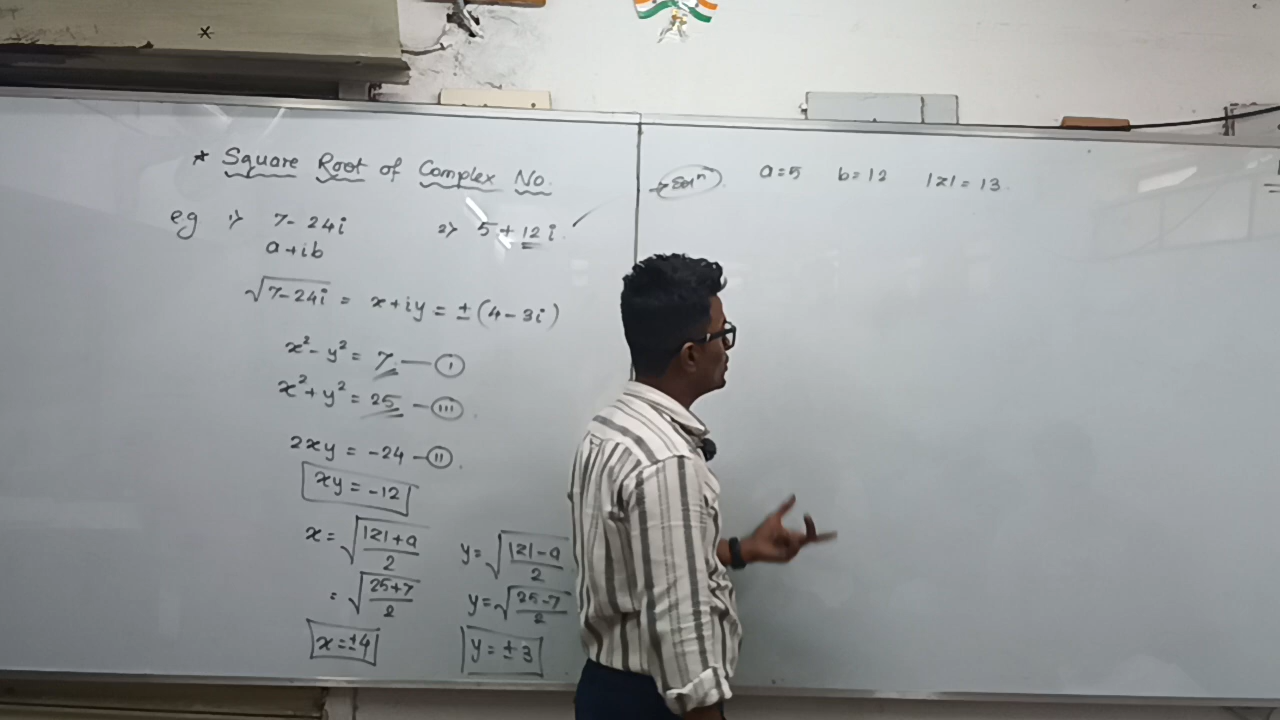 * Square Root of Complex No.
eg 1> 7-24i 2> 5+12i
a+ib
√7-24i = x+iy = ±(4-3i)
x²-y² = 7 — (I)
x²+y² = 25 — (III)
2xy = -24 — (II)
xy = -12
x = √|z|+a/2 y = √|z|-a/2
= √25+7/2 y = √25-7/2
x = ±4 y = ±3
→ Solⁿ a=5 b=12 |z|=13